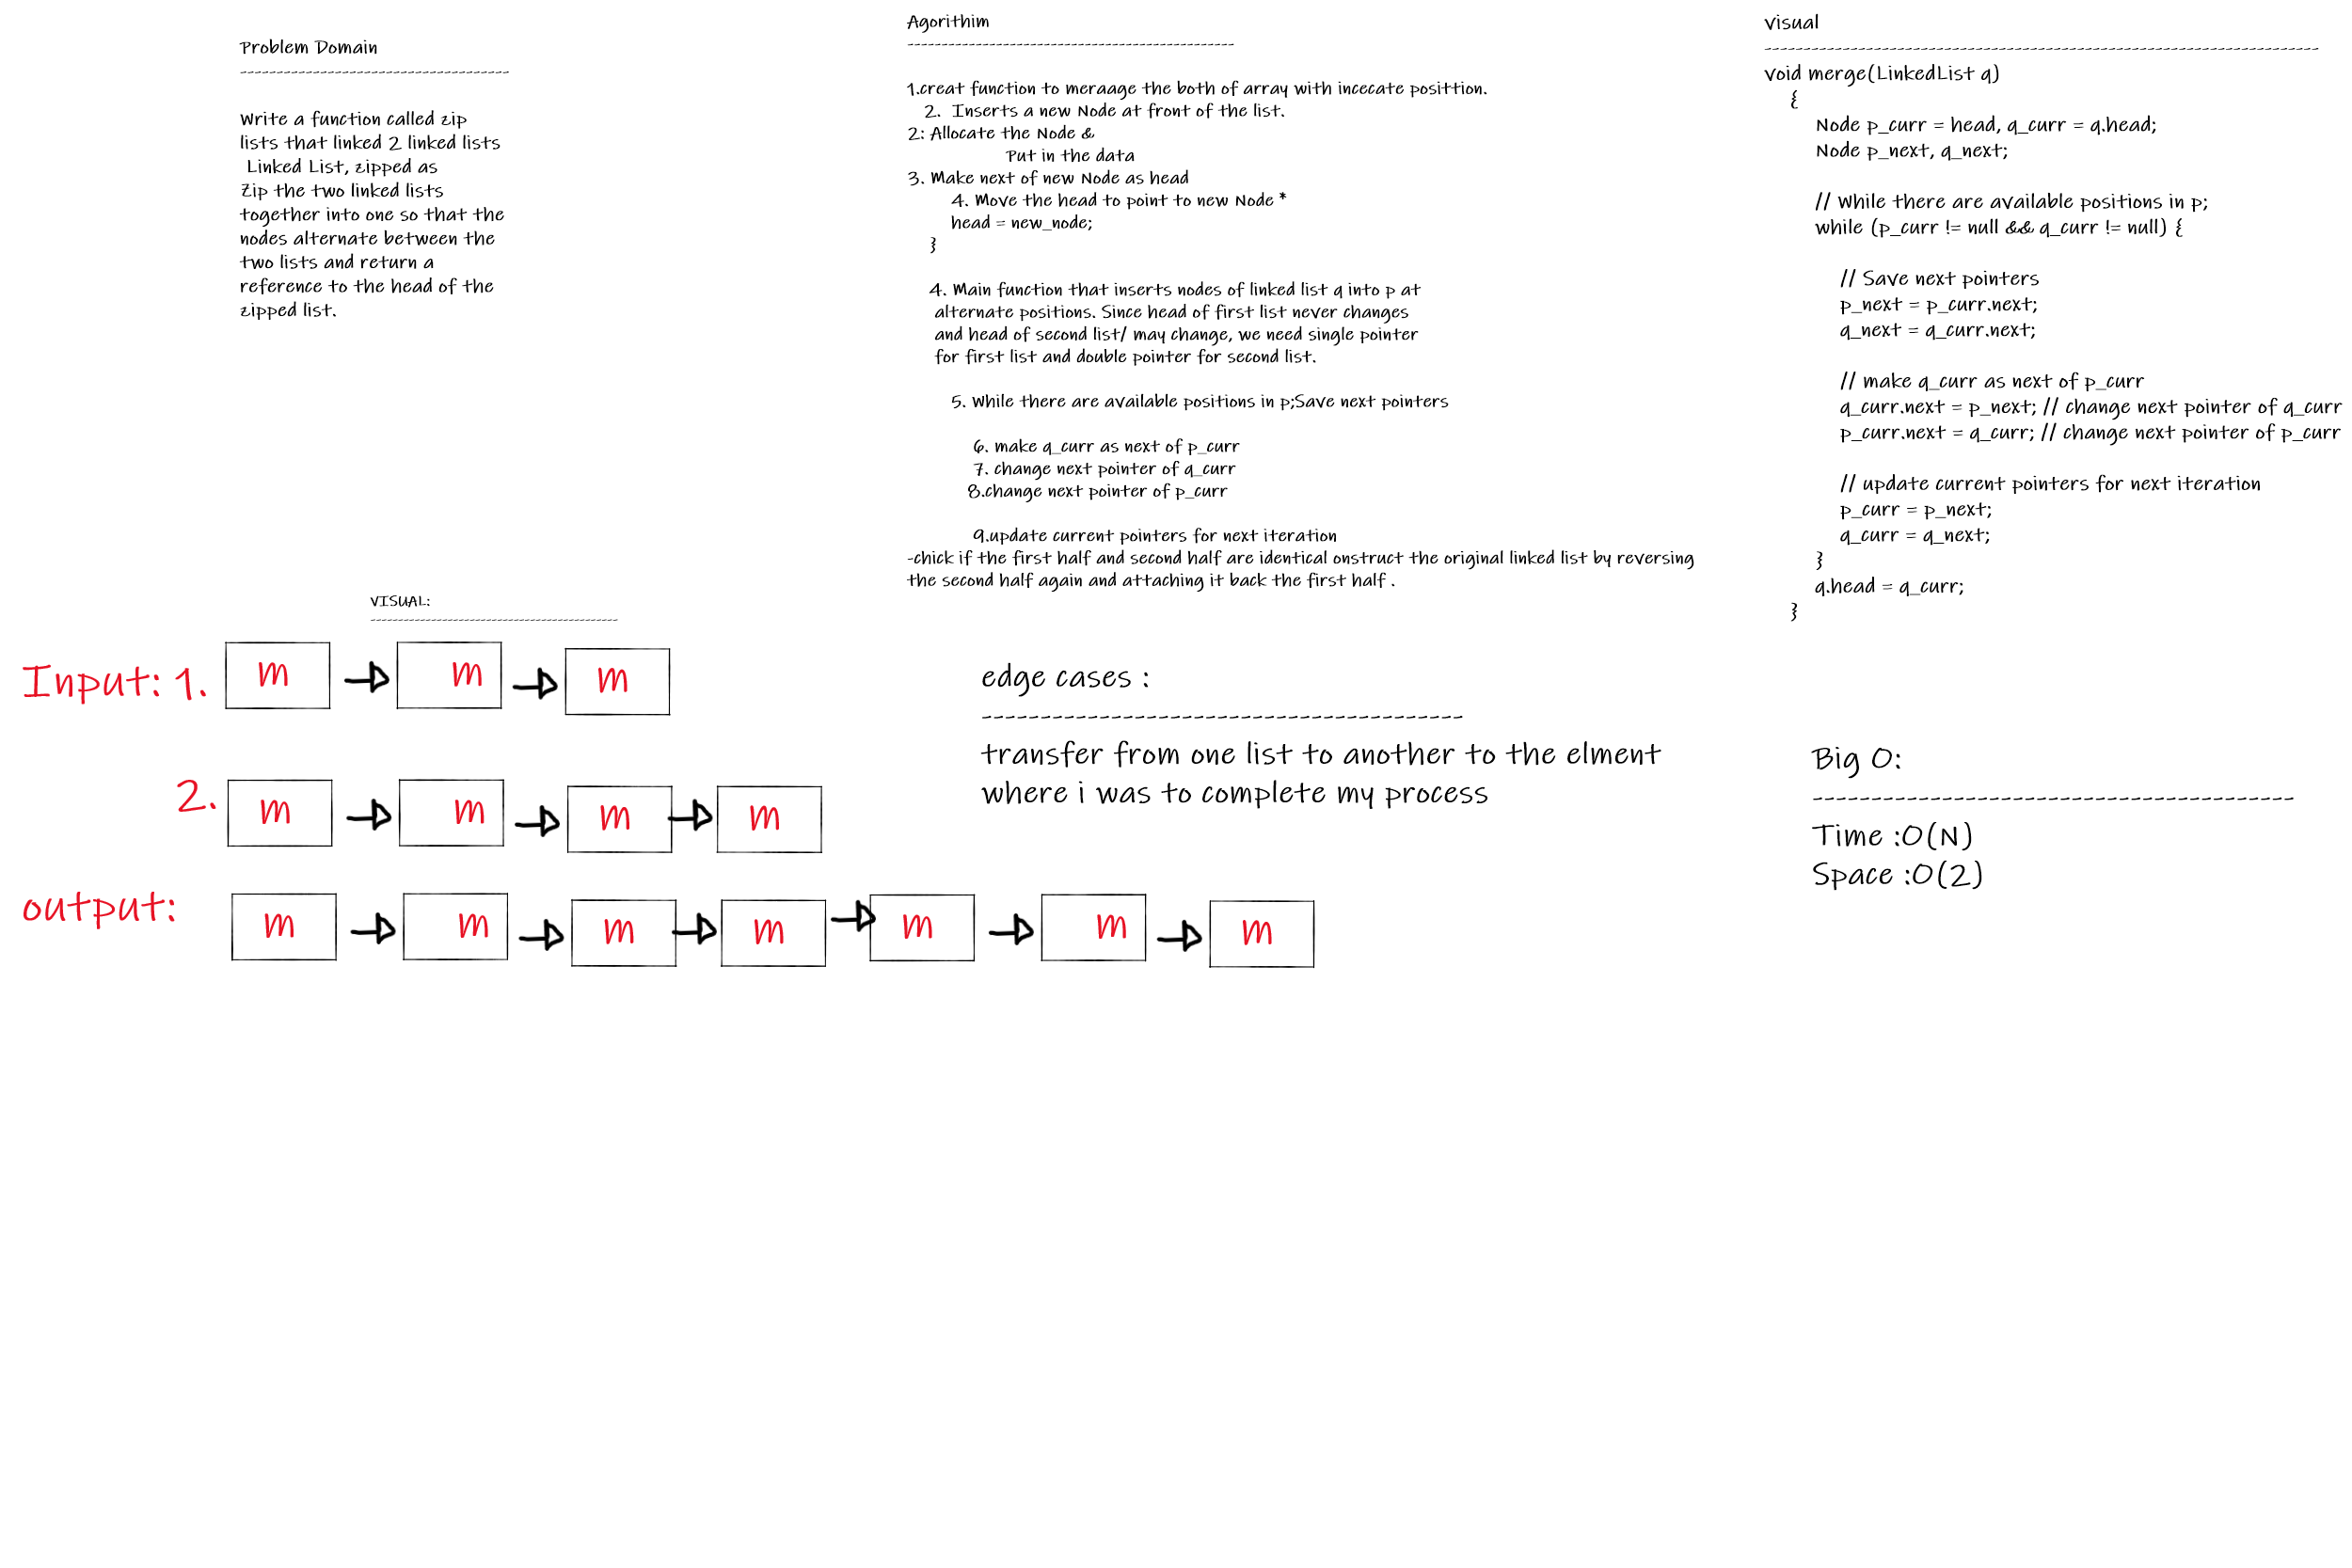 Problem Domain
-------------------------------------
Write a function called zip
lists that linked 2 linked lists
Linked List, zipped as
Zip the two linked lists
together into one so that the
nodes alternate between the
two lists and return a
reference to the head of the
zipped list.
Agorithim
-----------------------------------------------
1.creat function to meraage the both of array with incecate posittion.
2. Inserts a new Node at front of the list.
2: Allocate the Node &
Put in the data
3. Make next of new Node as head
4. Move the head to point to new Node *
head = new_node;
}
4. Main function that inserts nodes of linked list q into p at
alternate positions. Since head of first list never changes
and head of second list/ may change, we need single pointer
for first list and double pointer for second list.
5. While there are available positions in p;Save next pointers
6. make q_curr as next of p_curr
7. change next pointer of q_curr
8.change next pointer of p_curr
9.update current pointers for next iteration
-chick if the first half and second half are identical onstruct the original linked list by reversing
the second half again and attaching it back the first half .
visual
-----------------------------------------------------------------------
void merge(LinkedList q)
{
Node p_curr = head, q_curr = q.head;
Node p_next, q_next;
// While there are available positions in p;
while (p_curr != null && q_curr != null) {
// Save next pointers
p_next = p_curr.next;
q_next = q_curr.next;
// make q_curr as next of p_curr
q_curr.next = p_next; // change next pointer of q_curr
p_curr.next = q_curr; // change next pointer of p_curr
// update current pointers for next iteration
p_curr = p_next;
q_curr = q_next;
}
q.head = q_curr;
}
VISUAL:
---------------------------------------------
Input: 1. m m m
2. m m m m
output: m m m m m m m
edge cases :
-----------------------------------------
transfer from one list to another to the elment
where i was to complete my process
Big O:
-----------------------------------------
Time :O(N)
Space :O(2)